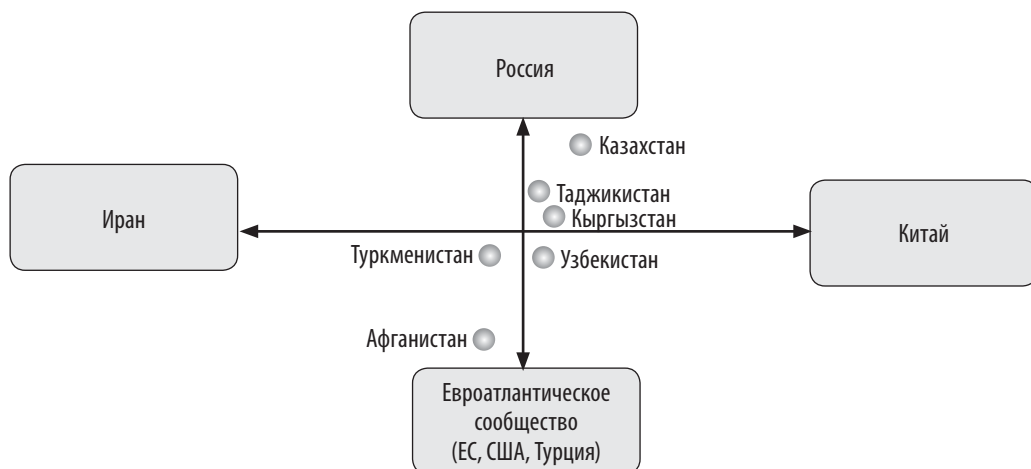 Россия
Казахстан
Таджикистан
Иран
Кыргызстан
Китай
Туркменистан
Узбекистан
Афганистан
Евроатлантическое
сообщество
(ЕС, США, Турция)